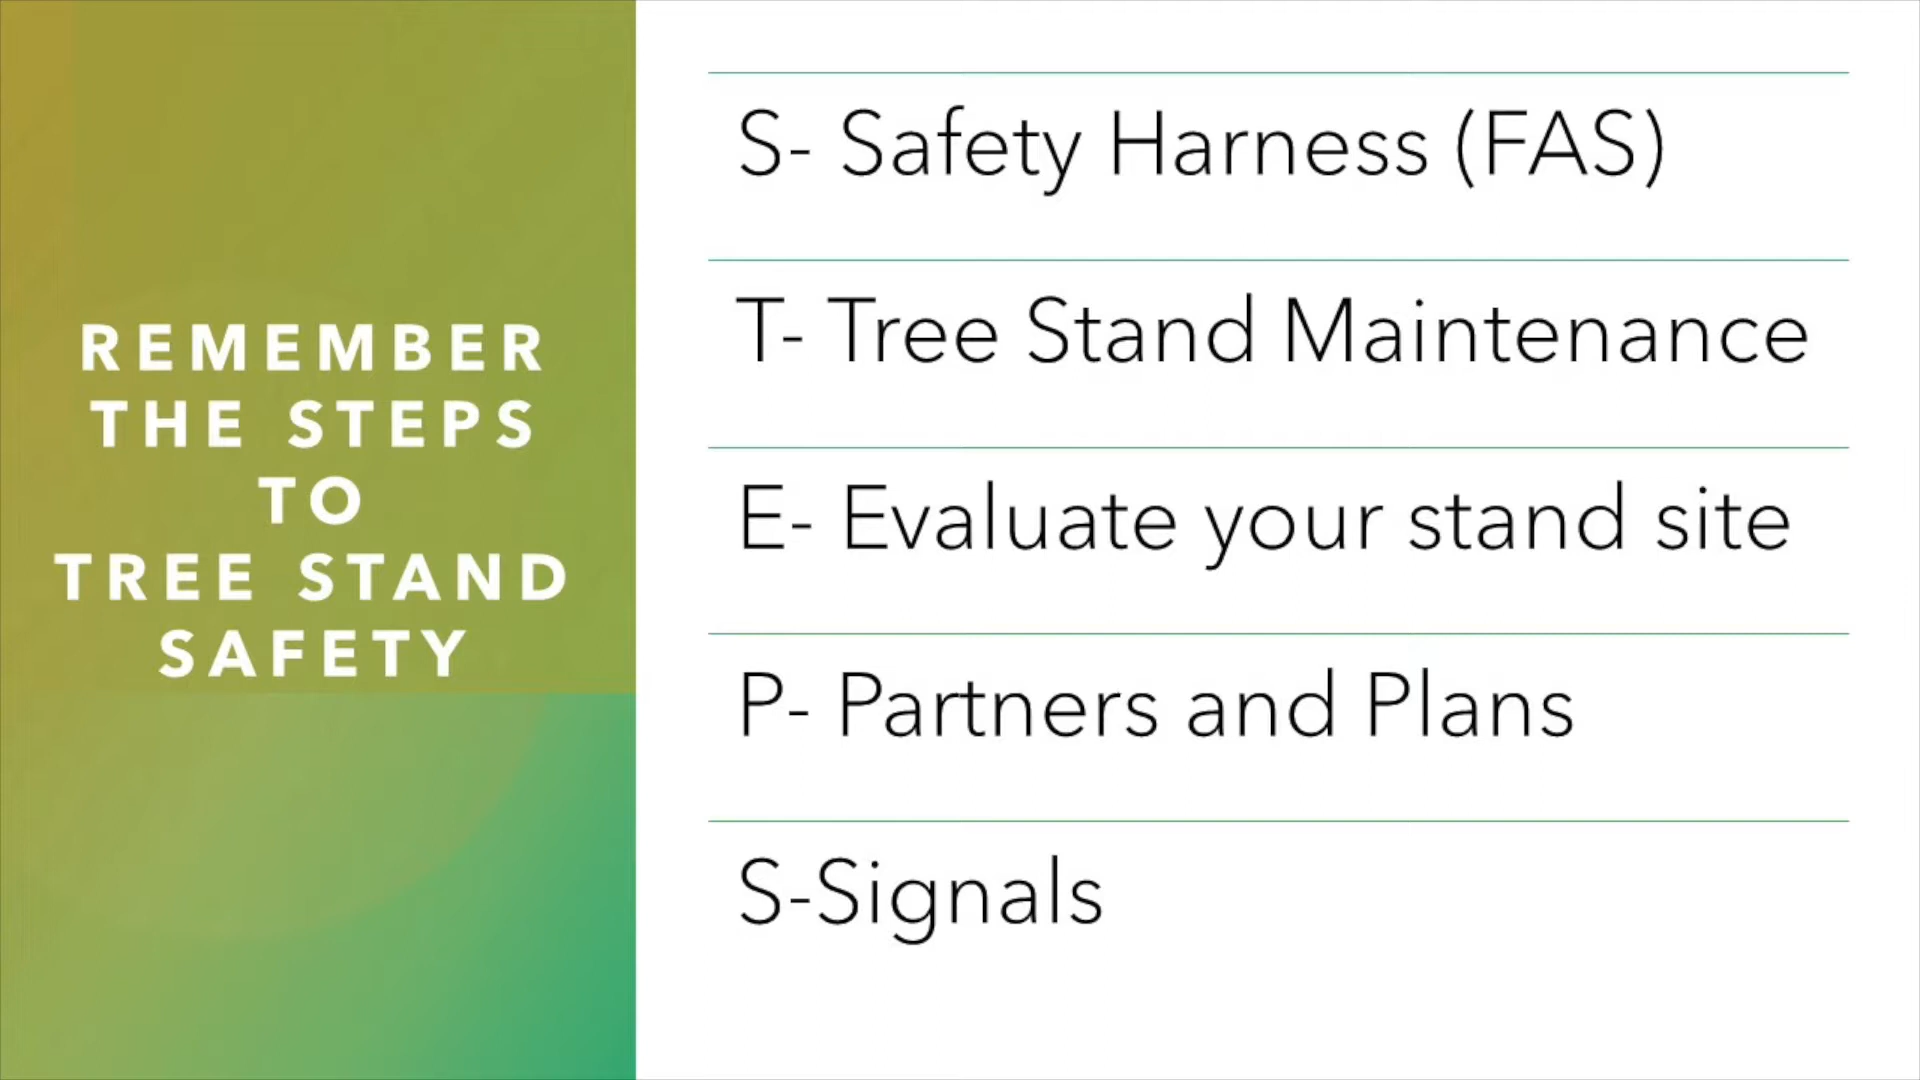 REMEMBER
THE STEPS
TO
TREE STAND
SAFETY
S- Safety Harness (FAS)
T- Tree Stand Maintenance
E- Evaluate your stand site
P- Partners and Plans
S-Signals